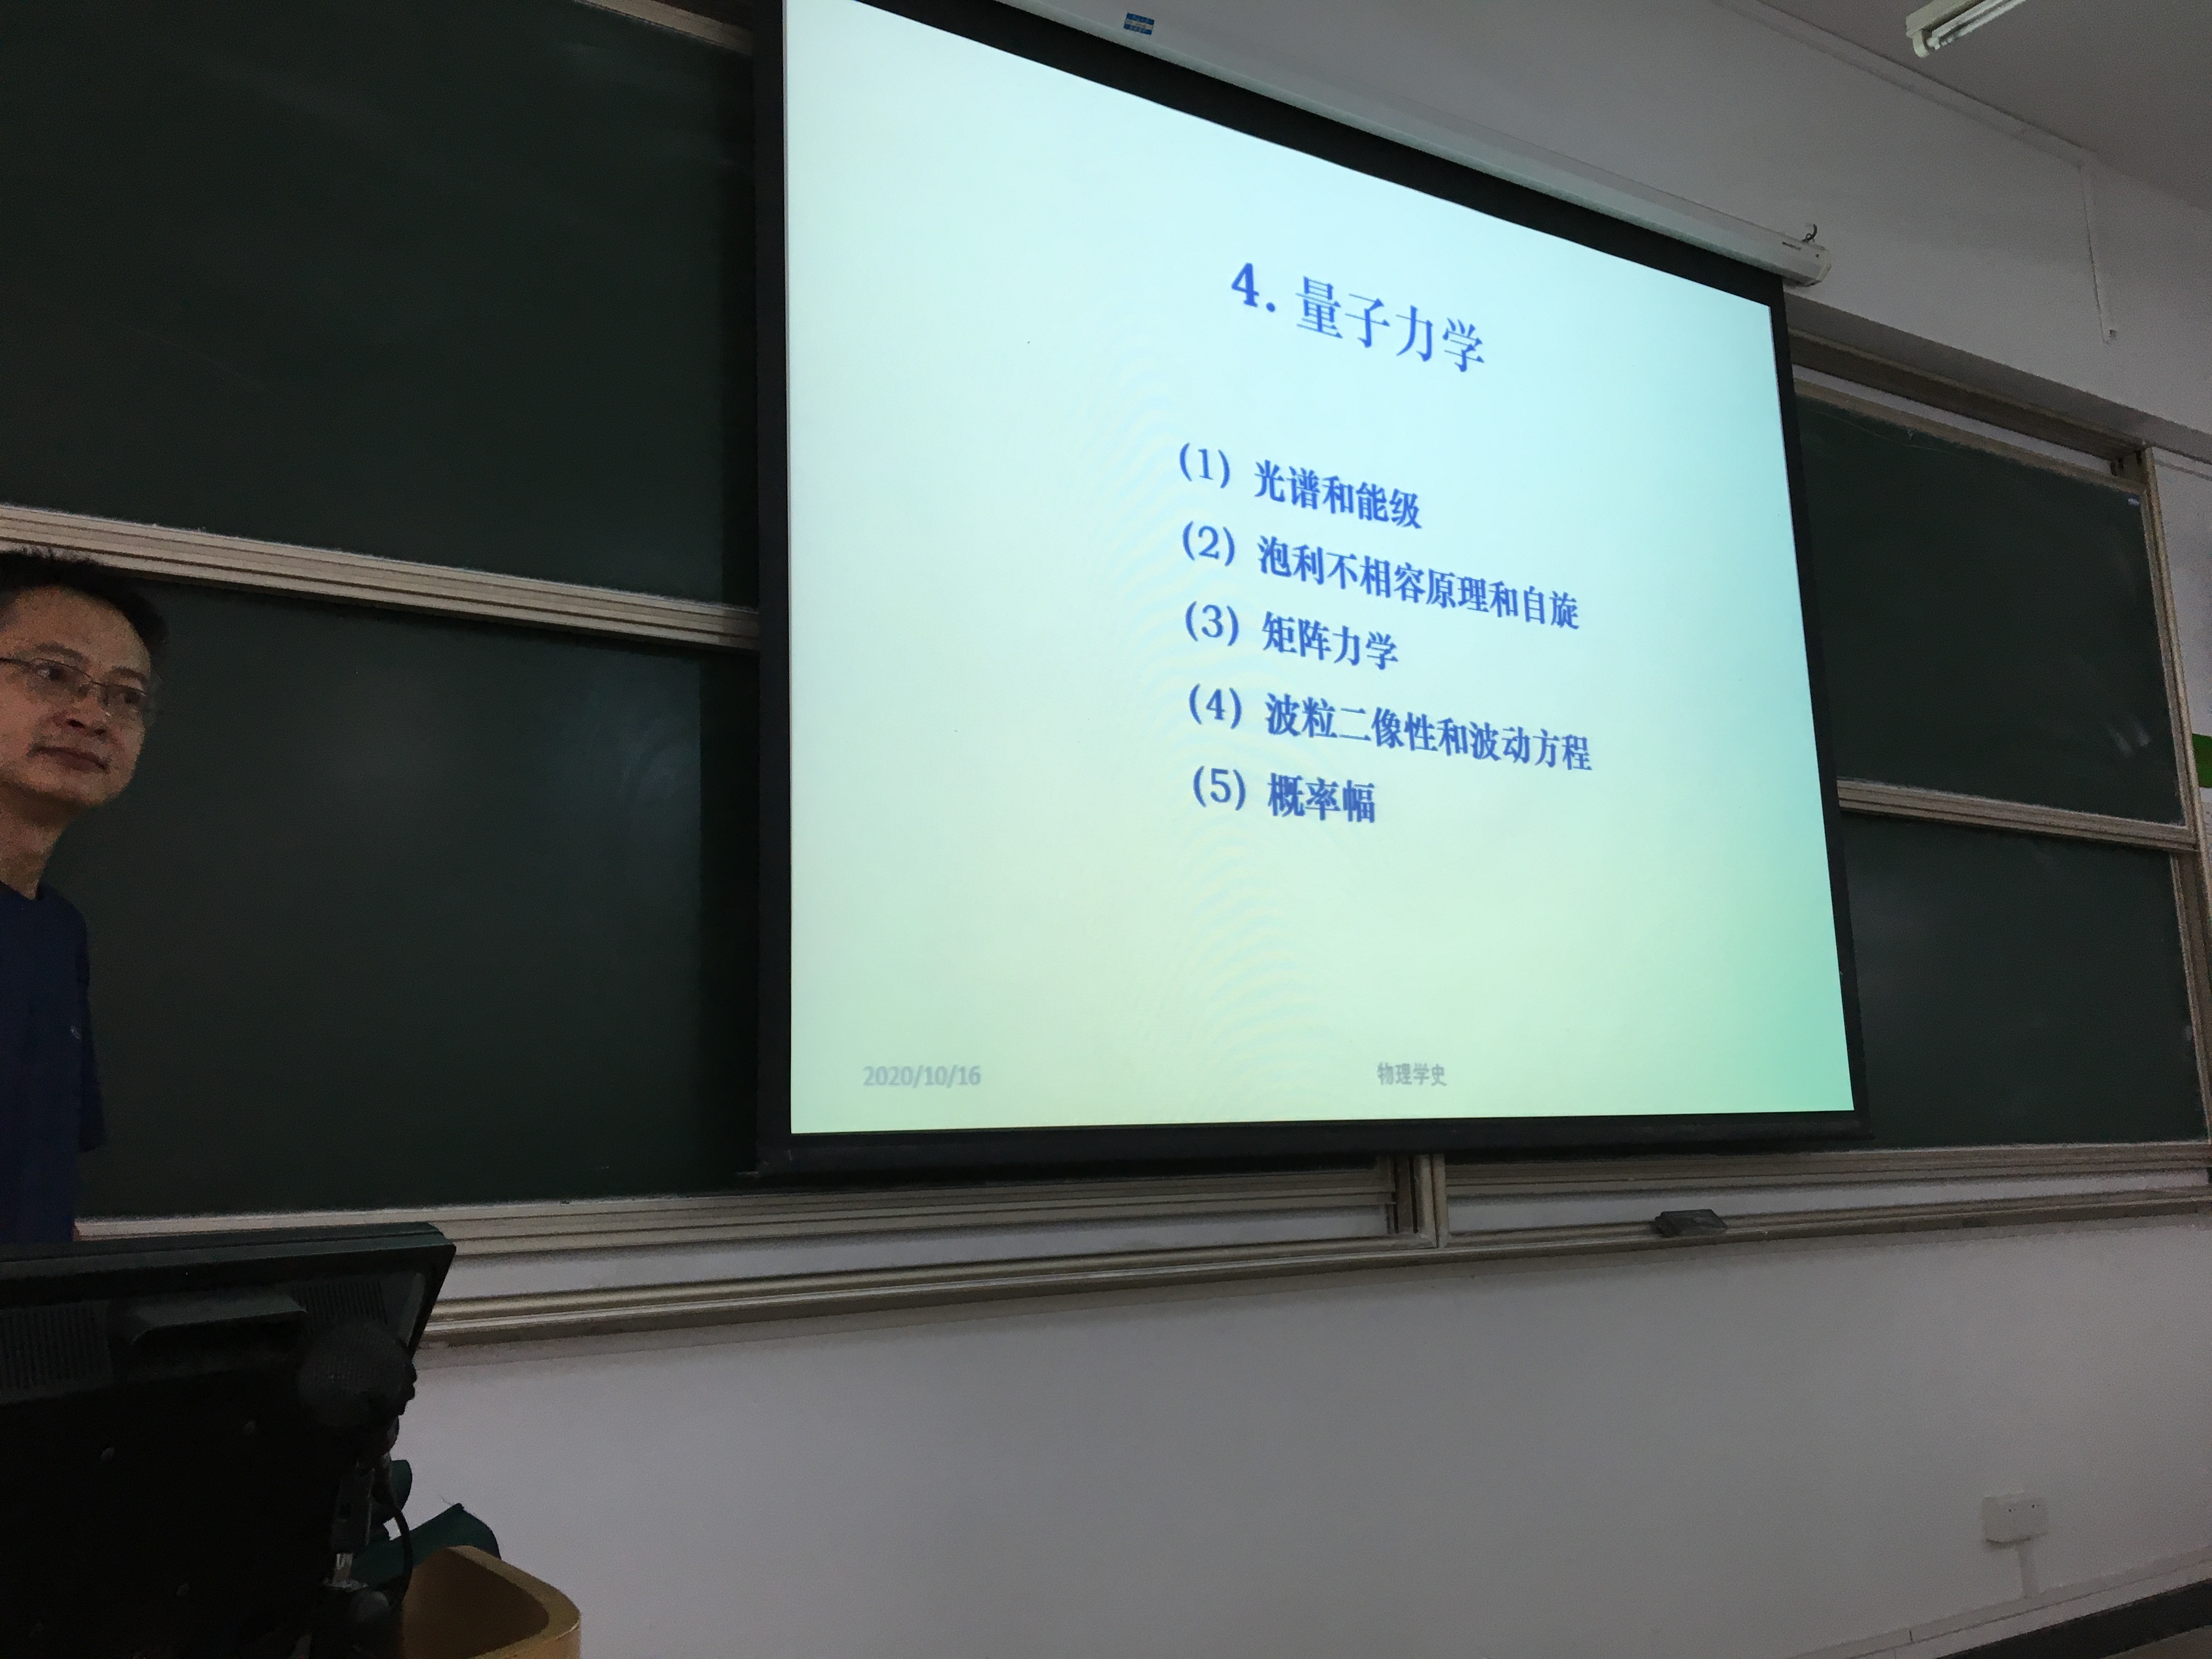 4. 量子力学
(1) 光谱和能级
(2) 泡利不相容原理和自旋
(3) 矩阵力学
(4) 波粒二像性和波动方程
(5) 概率幅
2020/10/16
物理学史